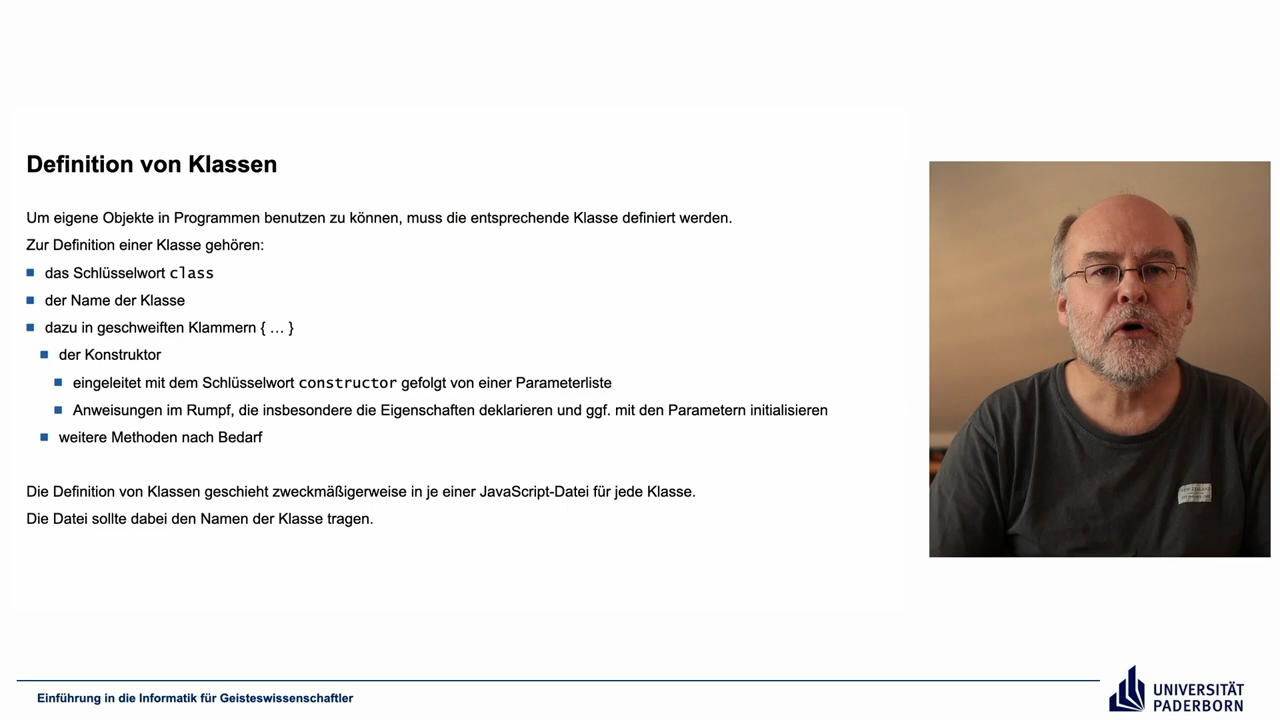 Definition von Klassen
Um eigene Objekte in Programmen benutzen zu können, muss die entsprechende Klasse definiert werden.
Zur Definition einer Klasse gehören:
das Schlüsselwort class
der Name der Klasse
dazu in geschweiften Klammern { … }
der Konstruktor
eingeleitet mit dem Schlüsselwort constructor gefolgt von einer Parameterliste
Anweisungen im Rumpf, die insbesondere die Eigenschaften deklarieren und ggf. mit den Parametern initialisieren
weitere Methoden nach Bedarf
Die Definition von Klassen geschieht zweckmäßigerweise in je einer JavaScript-Datei für jede Klasse.
Die Datei sollte dabei den Namen der Klasse tragen.
Einführung in die Informatik für Geisteswissenschaftler
UNIVERSITÄT
PADERBORN